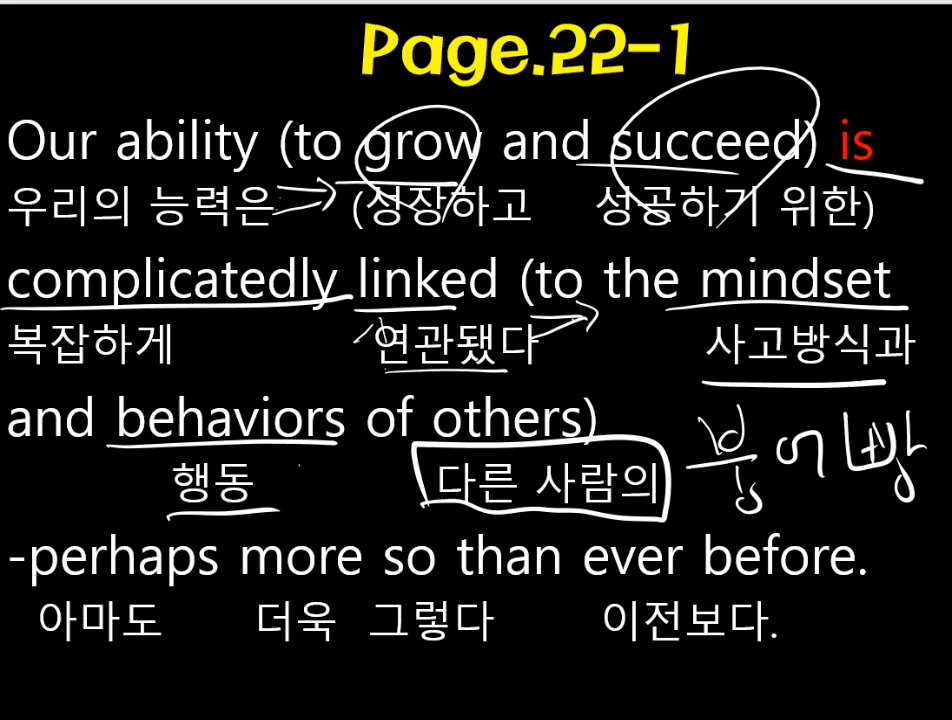 Page.22-1
Our ability (to grow and succeed) is
우리의 능력은 (성장하고 성공하기 위한)
complicatedly linked (to the mindset
복잡하게 연관됐다 사고방식과
and behaviors of others)
붕어빵
행동 다른 사람의
-perhaps more so than ever before.
아마도 더욱 그렇다 이전보다.